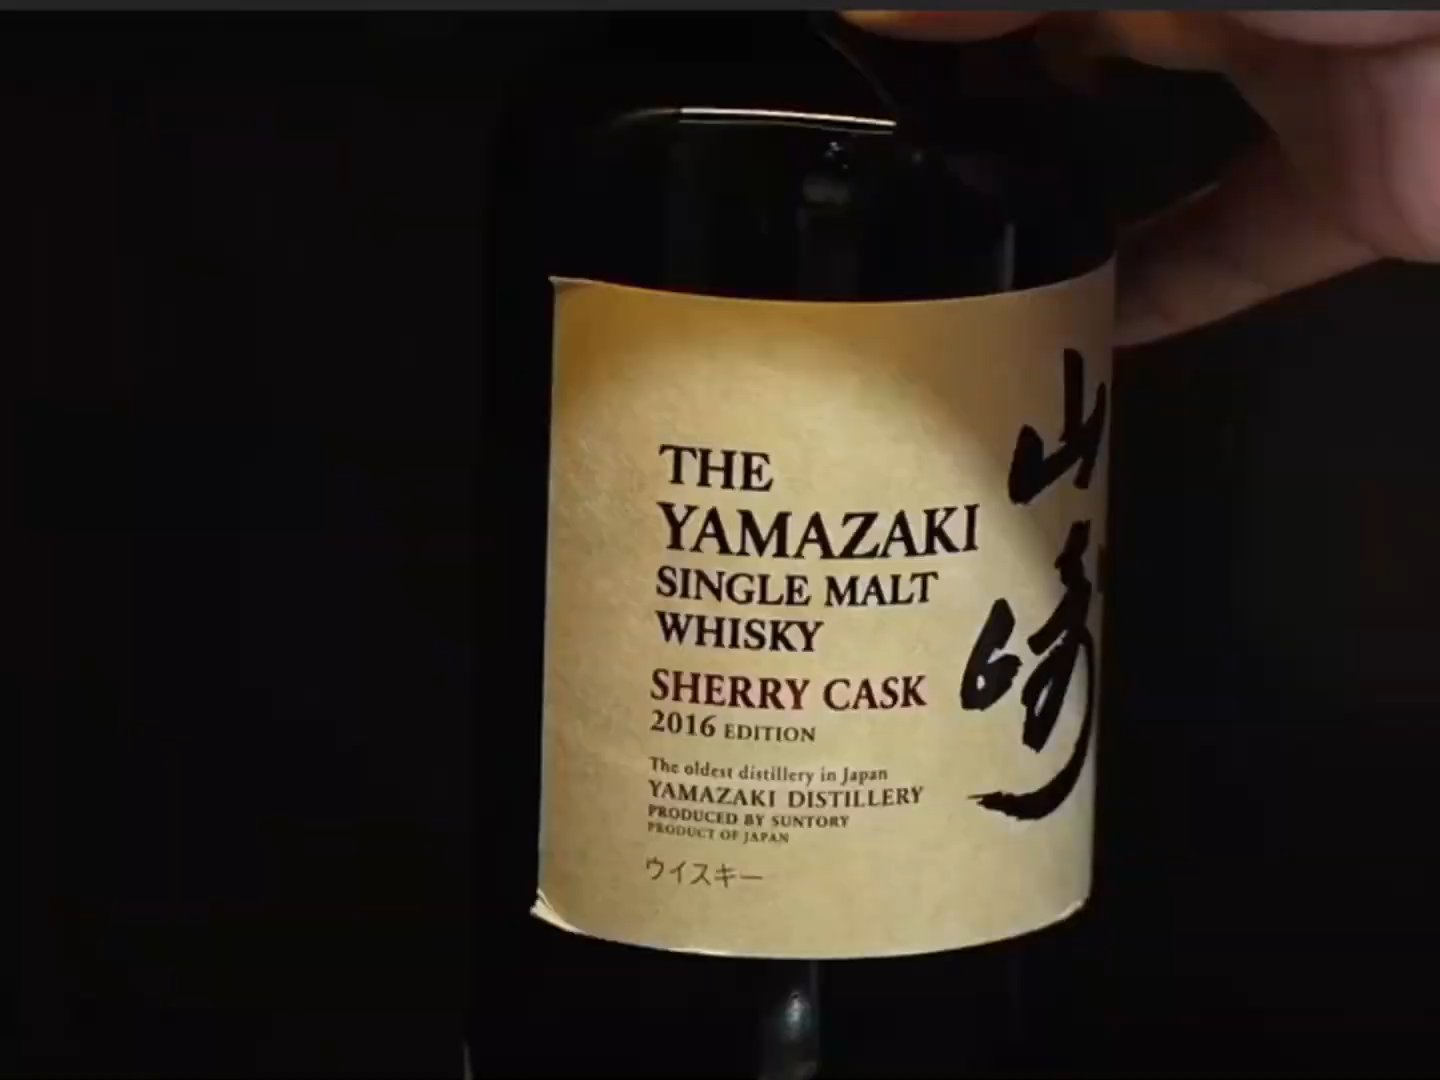 THE
YAMAZAKI
SINGLE MALT
WHISKY
SHERRY CASK
2016 EDITION
The oldest distillery in Japan
YAMAZAKI DISTILLERY
PRODUCED BY SUNTORY
PRODUCT OF JAPAN
ウイスキー
山崎